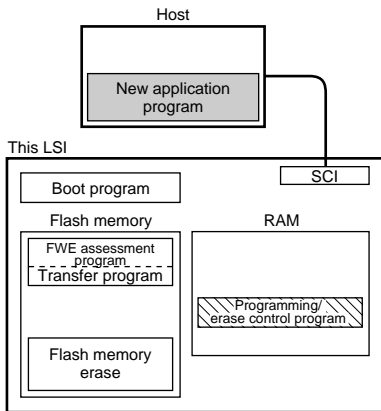 Host
New application
program
This LSI
SCI
Boot program
Flash memory
RAM
FWE assessment
program
Transfer program
Programming/
erase control program
Flash memory
erase